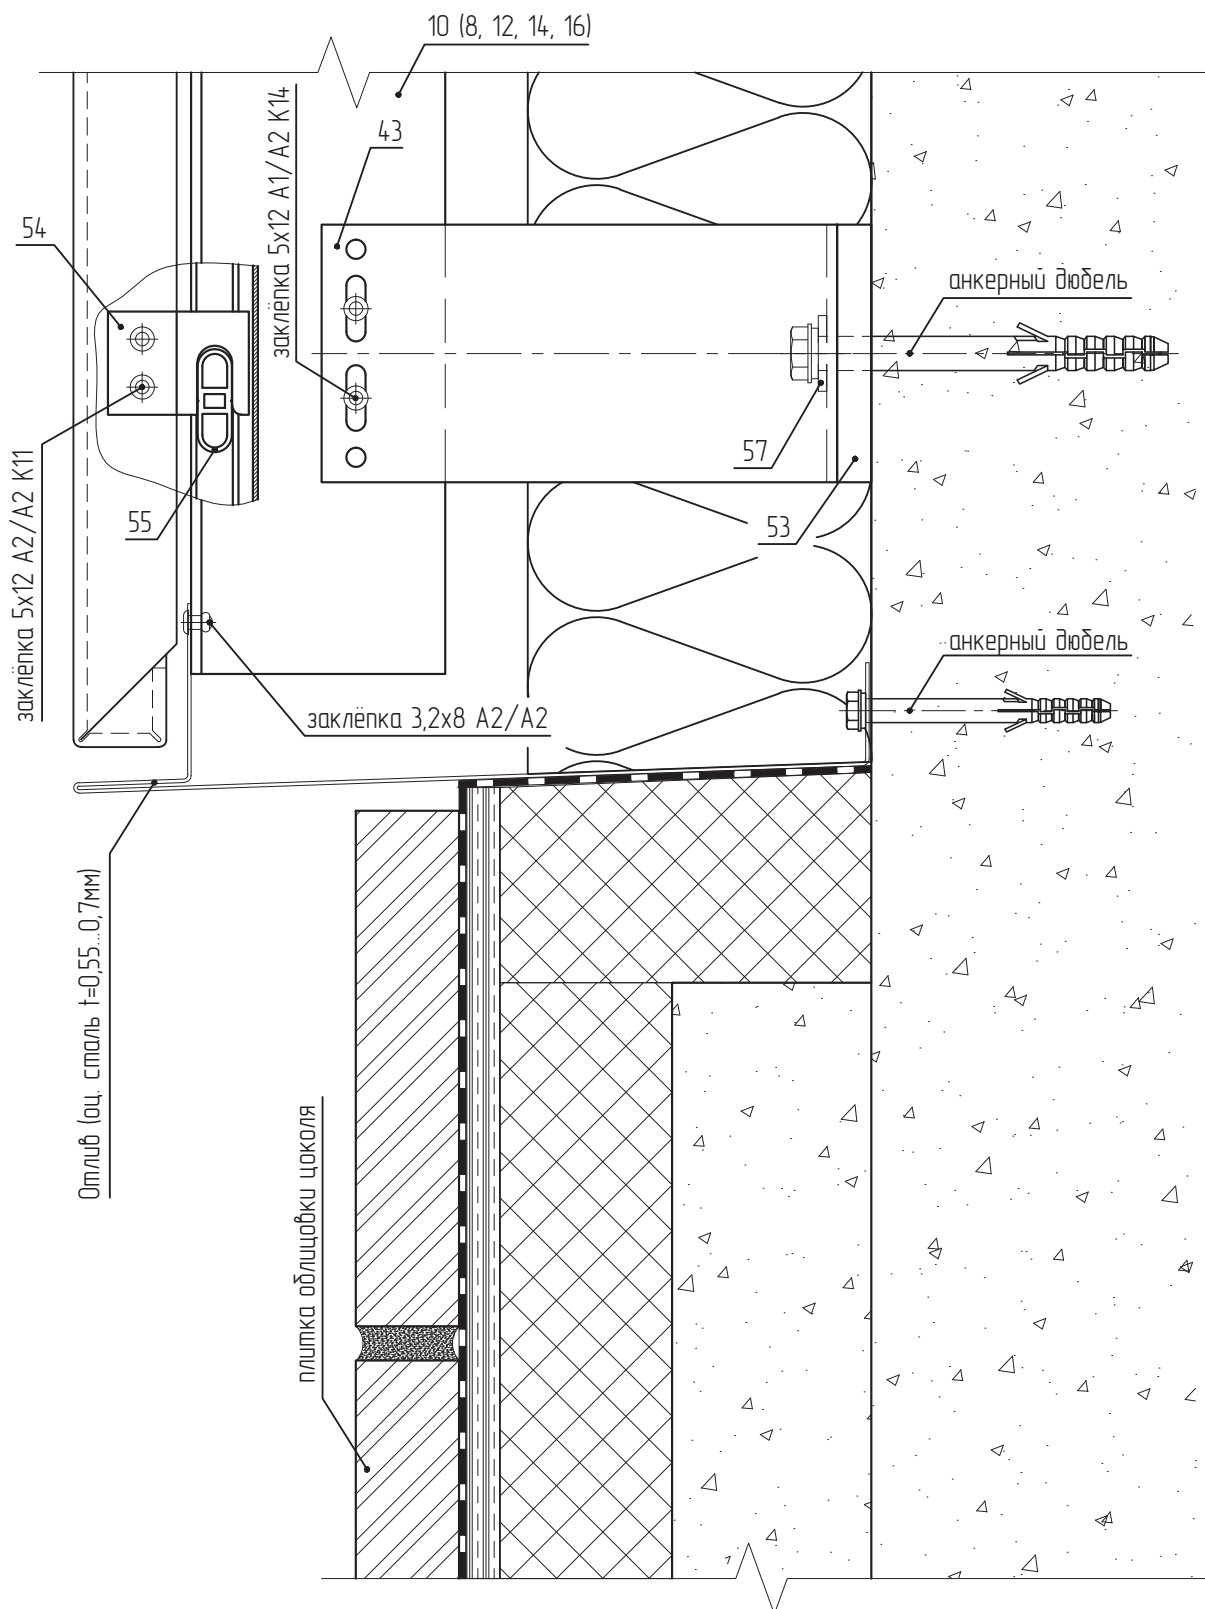 10 (8, 12, 14, 16)
43
заклёпка 5х12 А1/А2 К14
54
анкерный дюбель
57
53
55
заклёпка 5х12 А2/А2 К11
анкерный дюбель
заклёпка 3,2х8 А2/А2
Отлив (оц. сталь t=0,55...0,7мм)
плитка облицовки цоколя